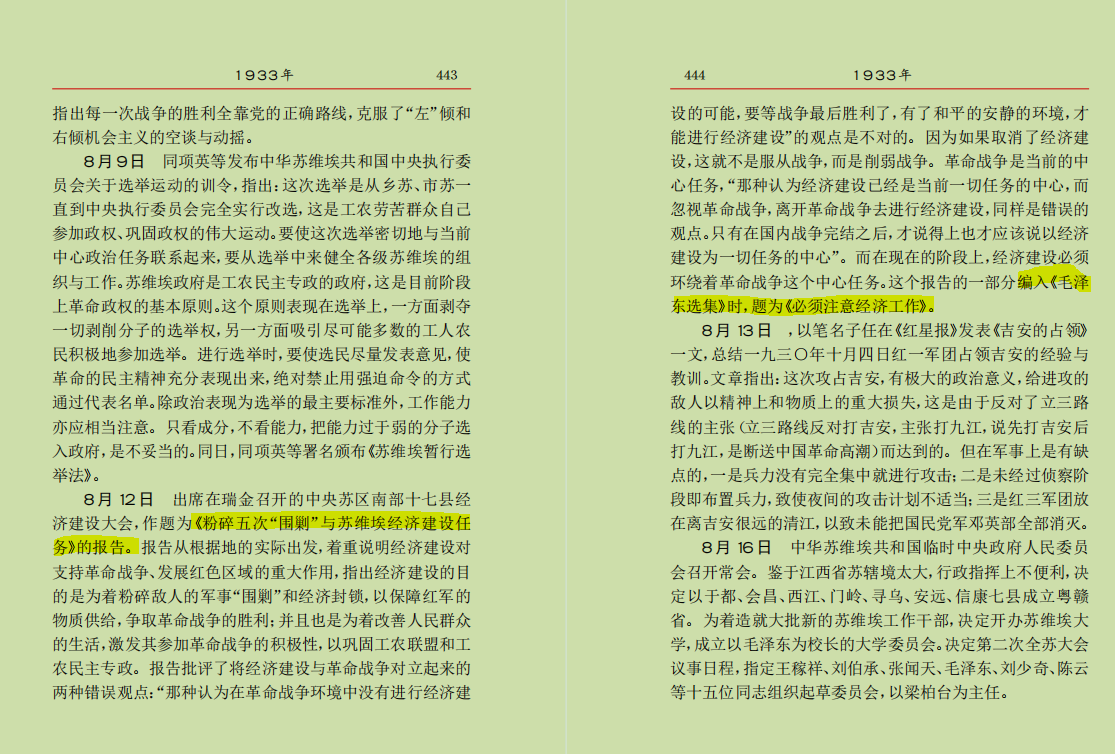 1933年 443
指出每一次战争的胜利全靠党的正确路线,克服了“左”倾和
右倾机会主义的空谈与动摇。
8月9日 同项英等发布中华苏维埃共和国中央执行委
员会关于选举运动的训令,指出:这次选举是从乡苏、市苏一
直到中央执行委员会完全实行改选,这是工农劳苦群众自己
参加政权、巩固政权的伟大运动。要使这次选举密切地与当前
中心政治任务联系起来,要从选举中来健全各级苏维埃的组
织与工作。苏维埃政府是工农民主专政的政府,这是目前阶段
上革命政权的基本原则。这个原则表现在选举上,一方面剥夺
一切剥削分子的选举权,另一方面吸引尽可能多数的工人农
民积极地参加选举。进行选举时,要使选民尽量发表意见,使
革命的民主精神充分表现出来,绝对禁止用强迫命令的方式
通过代表名单。除政治表现为选举的最主要标准外,工作能力
亦应相当注意。只看成分,不看能力,把能力过于弱的分子选
入政府,是不妥当的。同日,同项英等署名颁布《苏维埃暂行选
举法》。
8月12日 出席在瑞金召开的中央苏区南部十七县经
济建设大会,作题为《粉碎五次“围剿”与苏维埃经济建设任
务》的报告。报告从根据地的实际出发,着重说明经济建设对
支持革命战争、发展红色区域的重大作用,指出经济建设的目
的是为着粉碎敌人的军事“围剿”和经济封锁,以保障红军的
物质供给,争取革命战争的胜利;并且也是为着改善人民群众
的生活,激发其参加革命战争的积极性,以巩固工农联盟和工
农民主专政。报告批评了将经济建设与革命战争对立起来的
两种错误观点:“那种认为在革命战争环境中没有进行经济建
444 1933年
设的可能,要等战争最后胜利了,有了和平的安静的环境,才
能进行经济建设”的观点是不对的。因为如果取消了经济建
设,这就不是服从战争,而是削弱战争。革命战争是当前的中
心任务,“那种认为经济建设已经是当前一切任务的中心,而
忽视革命战争,离开革命战争去进行经济建设,同样是错误的
观点。只有在国内战争完结之后,才说得上也才应该说以经济
建设为一切任务的中心”。而在现在的阶段上,经济建设必须
环绕着革命战争这个中心任务。这个报告的一部分编入《毛泽
东选集》时,题为《必须注意经济工作》。
8月13日 ,以笔名子任在《红星报》发表《吉安的占领》
一文,总结一九三〇年十月四日红一军团占领吉安的经验与
教训。文章指出:这次攻占吉安,有极大的政治意义,给进攻的
敌人以精神上和物质上的重大损失,这是由于反对了立三路
线的主张(立三路线反对打吉安,主张打九江,说先打吉安后
打九江,是断送中国革命高潮)而达到的。但在军事上是有缺
点的,一是兵力没有完全集中就进行攻击;二是未经过侦察阶
段即布置兵力,致使夜间的攻击计划不适当;三是红三军团放
在离吉安很远的清江,以致未能把国民党军邓英部全部消灭。
8月16日 中华苏维埃共和国临时中央政府人民委员
会召开常会。鉴于江西省苏辖境太大,行政指挥上不便利,决
定以于都、会昌、西江、门岭、寻乌、安远、信康七县成立粤赣
省。为着造就大批新的苏维埃工作干部,决定开办苏维埃大
学,成立以毛泽东为校长的大学委员会。决定第二次全苏大会
议事日程,指定王稼祥、刘伯承、张闻天、毛泽东、刘少奇、陈云
等十五位同志组织起草委员会,以梁柏台为主任。